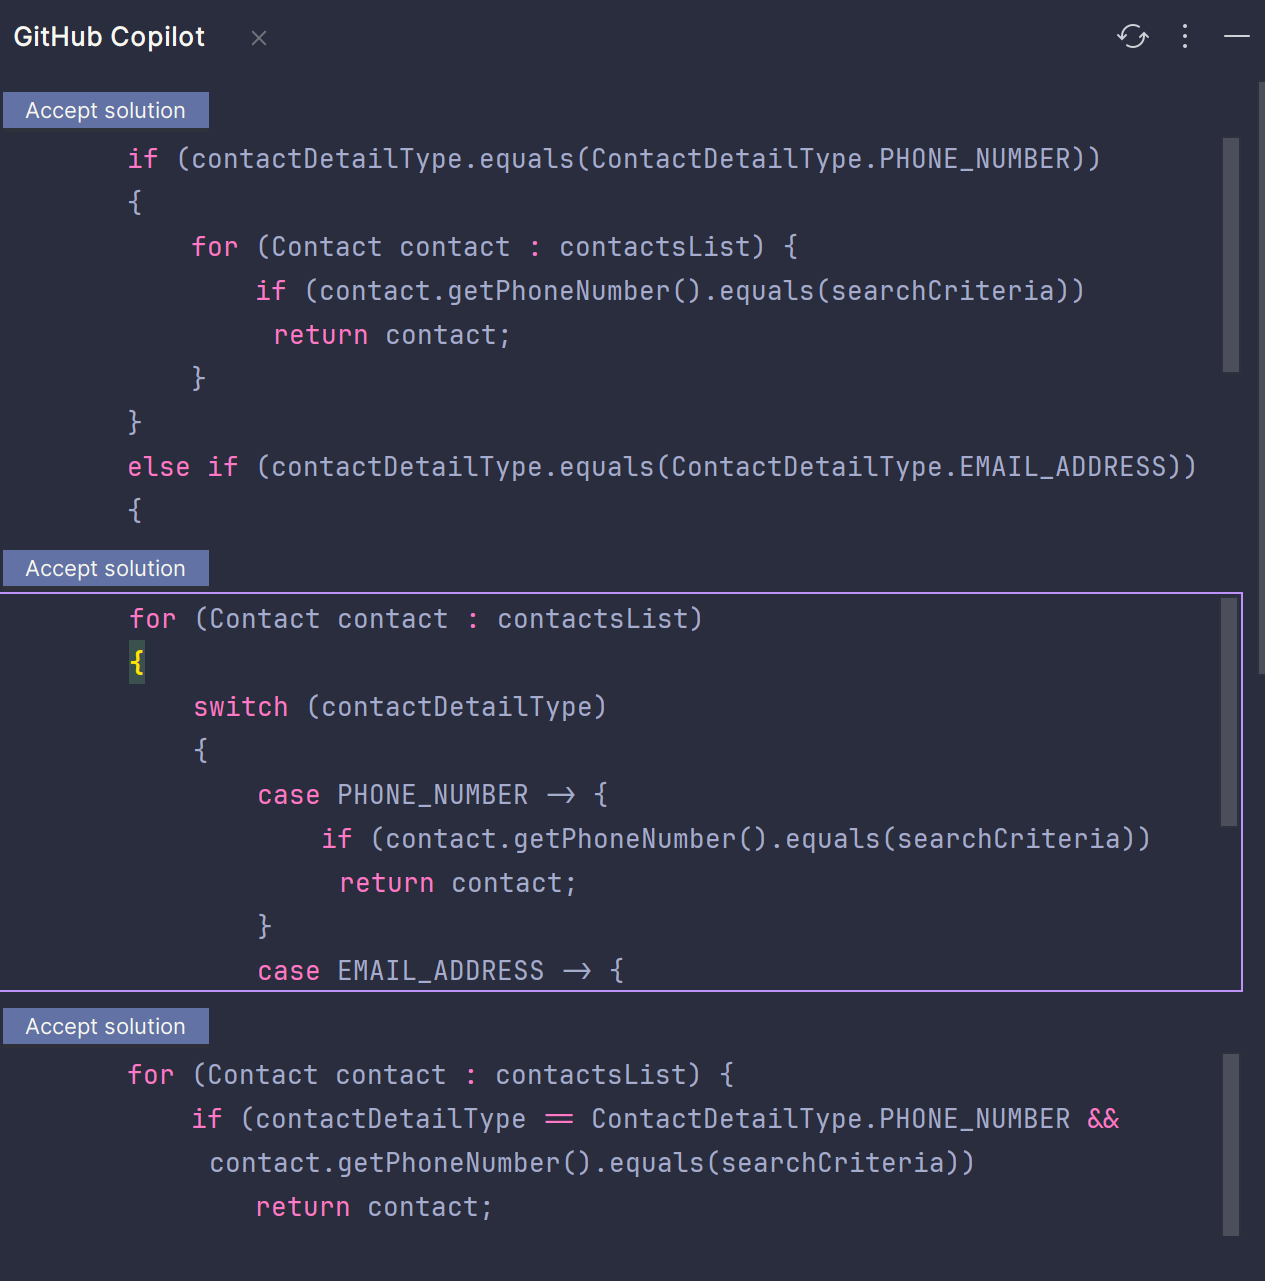 GitHub Copilot
Accept solution
if (contactDetailType.equals(ContactDetailType.PHONE_NUMBER))
{
for (Contact contact : contactsList) {
if (contact.getPhoneNumber().equals(searchCriteria))
return contact;
}
}
else if (contactDetailType.equals(ContactDetailType.EMAIL_ADDRESS))
{
Accept solution
for (Contact contact : contactsList)
{
switch (contactDetailType)
{
case PHONE_NUMBER -> {
if (contact.getPhoneNumber().equals(searchCriteria))
return contact;
}
case EMAIL_ADDRESS -> {
Accept solution
for (Contact contact : contactsList) {
if (contactDetailType == ContactDetailType.PHONE_NUMBER &&
contact.getPhoneNumber().equals(searchCriteria))
return contact;